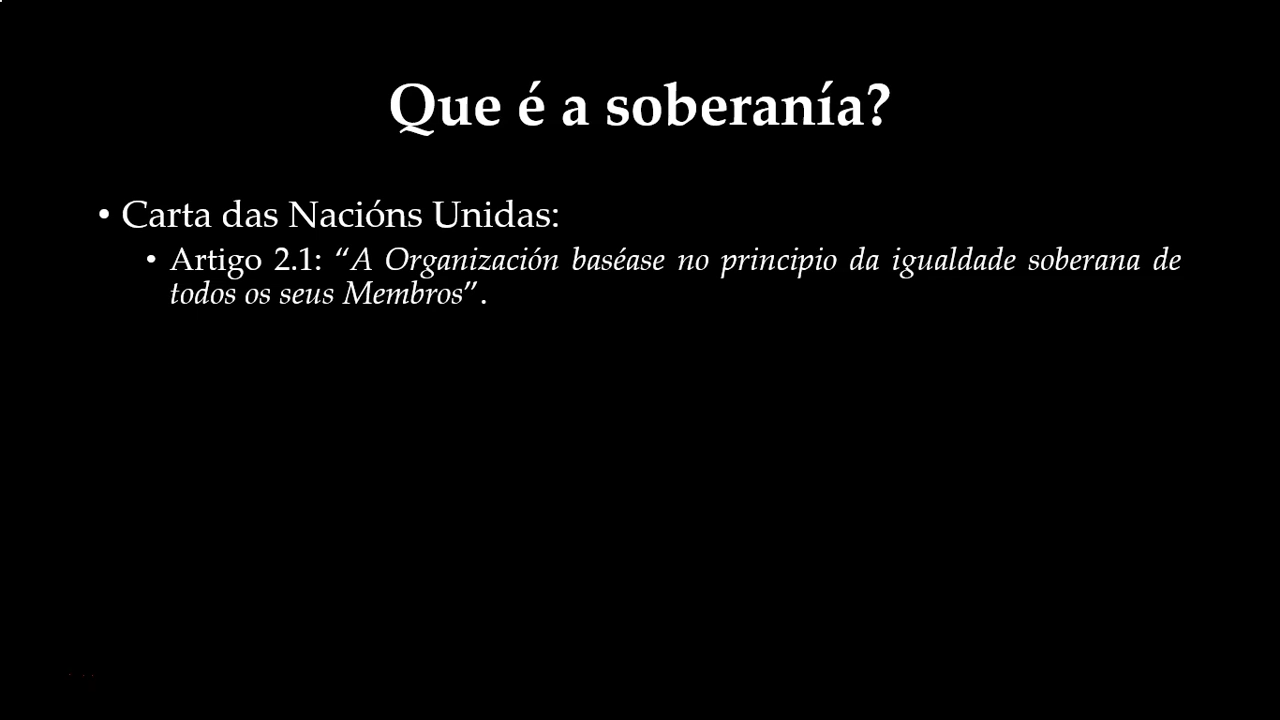 Que é a soberanía?
• Carta das Nacións Unidas:
• Artigo 2.1: “A Organización baséase no principio da igualdade soberana de
todos os seus Membros”.